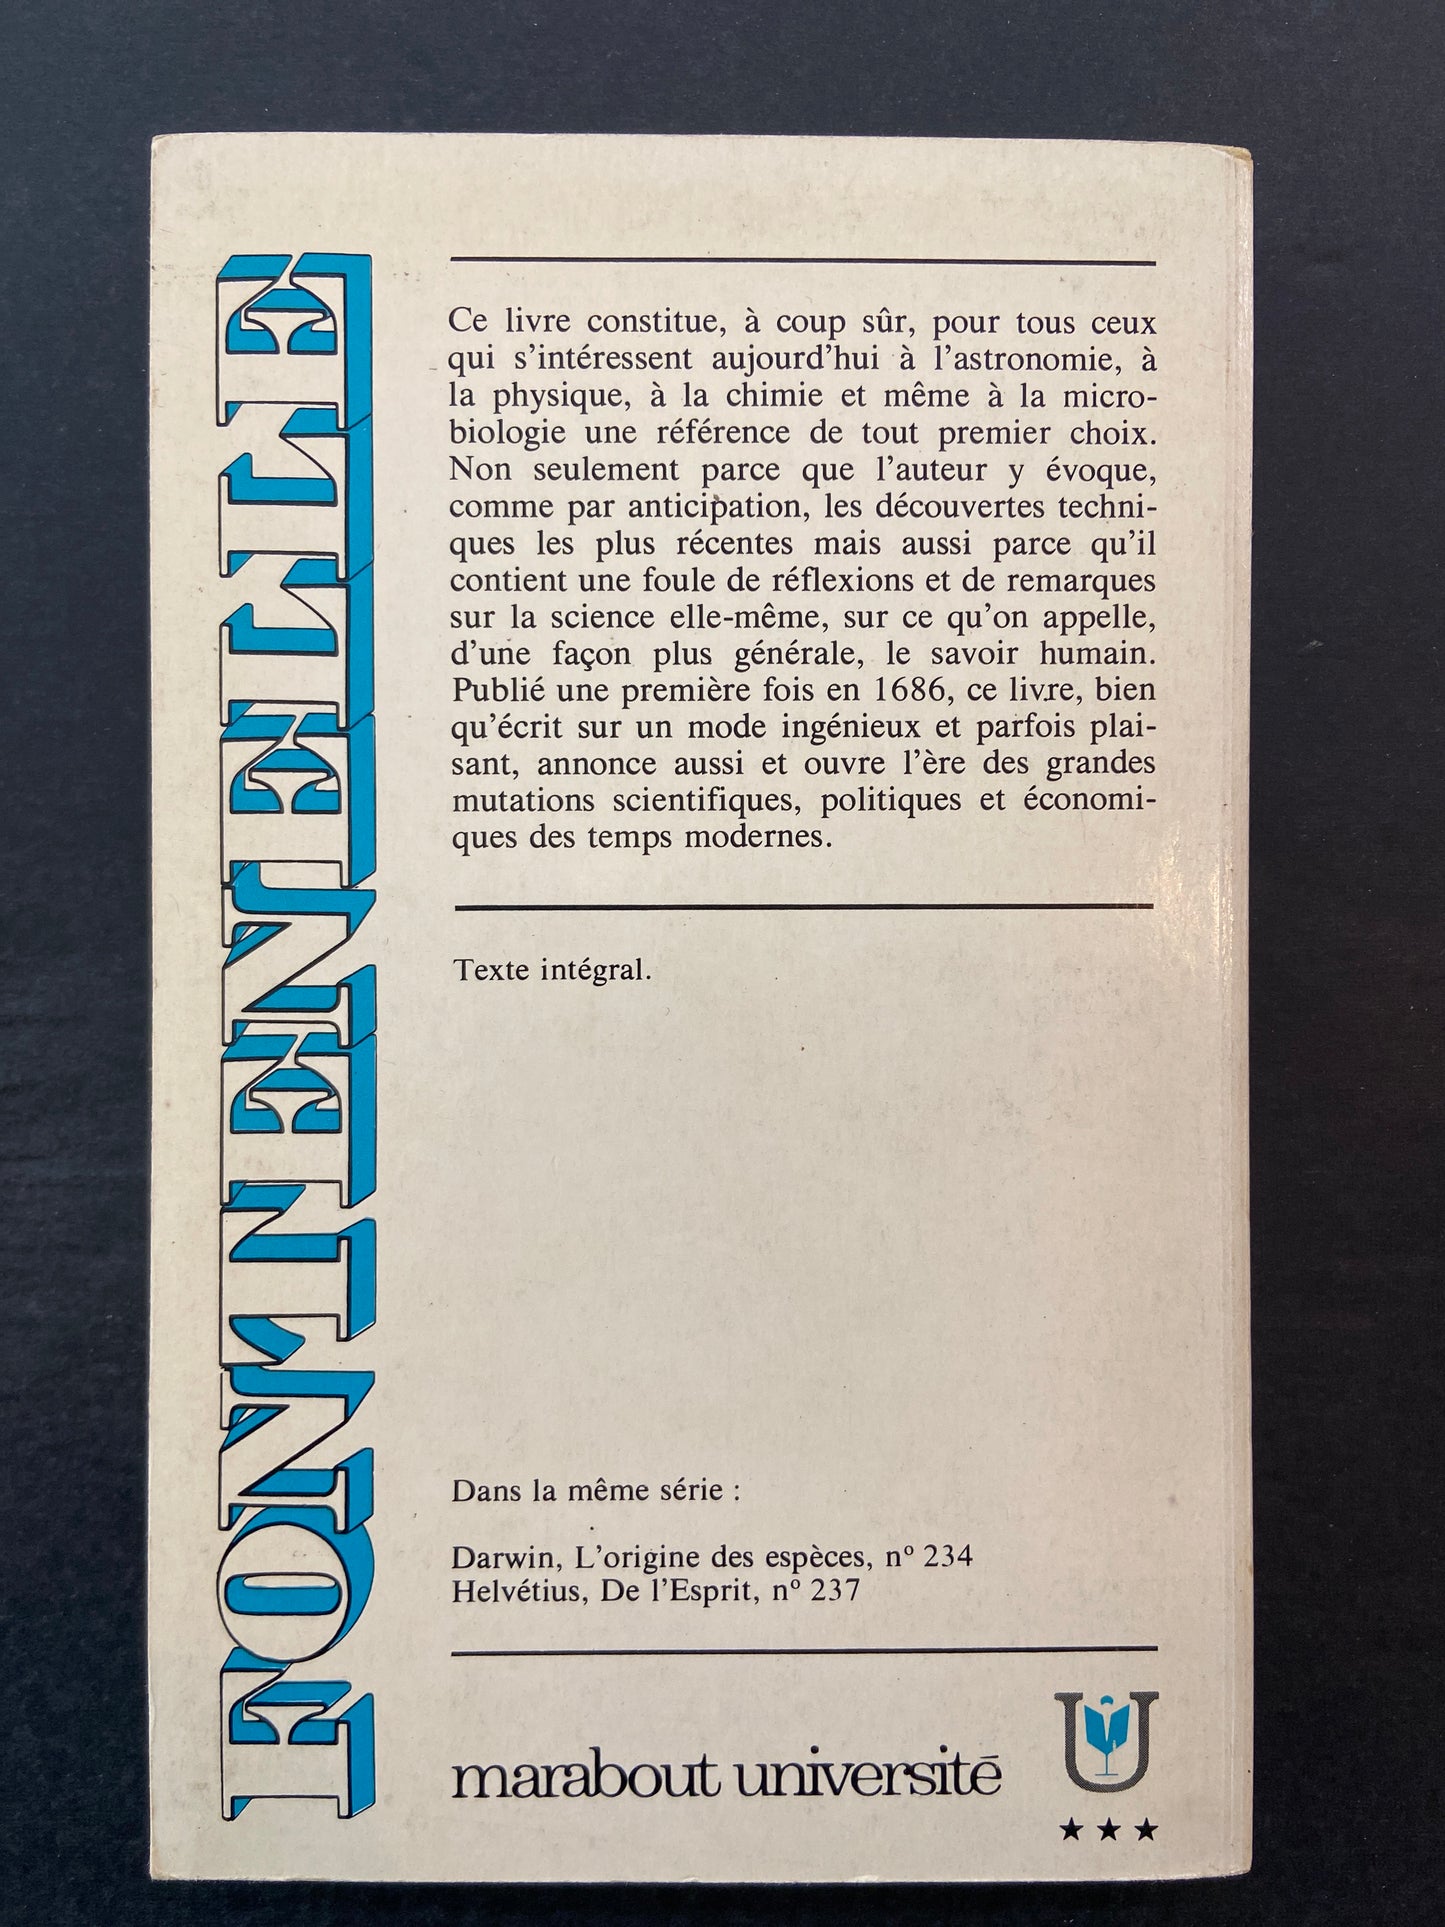 FONTENELLE
Ce livre constitue, à coup sûr, pour tous ceux
qui s'intéressent aujourd'hui à l'astronomie, à
la physique, à la chimie et même à la micro-
biologie une référence de tout premier choix.
Non seulement parce que l'auteur y évoque,
comme par anticipation, les découvertes techni-
ques les plus récentes mais aussi parce qu'il
contient une foule de réflexions et de remarques
sur la science elle-même, sur ce qu'on appelle,
d'une façon plus générale, le savoir humain.
Publié une première fois en 1686, ce livre, bien
qu'écrit sur un mode ingénieux et parfois plai-
sant, annonce aussi et ouvre l'ère des grandes
mutations scientifiques, politiques et économi-
ques des temps modernes.
Texte intégral.
Dans la même série :
Darwin, L'origine des espèces, nº 234
Helvétius, De l'Esprit, nº 237
marabout université
U
★ ★ ★